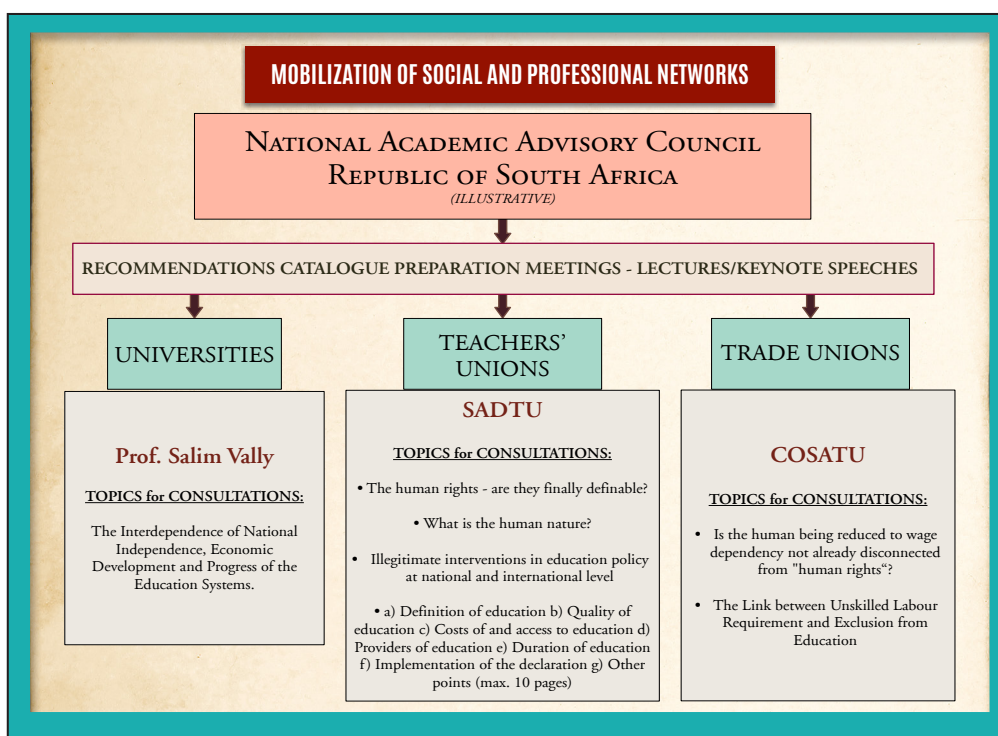 MOBILIZATION OF SOCIAL AND PROFESSIONAL NETWORKS
National Academic Advisory Council
Republic of South Africa
(ILLUSTRATIVE)
RECOMMENDATIONS CATALOGUE PREPARATION MEETINGS - LECTURES/KEYNOTE SPEECHES
UNIVERSITIES
Prof. Salim Vally
TOPICS for CONSULTATIONS:
The Interdependence of National
Independence, Economic
Development and Progress of the
Education Systems.
TEACHERS'
UNIONS
SADTU
TOPICS for CONSULTATIONS:
• The human rights - are they finally definable?
• What is the human nature?
• Illegitimate interventions in education policy
at national and international level
• a) Definition of education b) Quality of
education c) Costs of and access to education d)
Providers of education e) Duration of education
f) Implementation of the declaration g) Other
points (max. 10 pages)
TRADE UNIONS
COSATU
TOPICS for CONSULTATIONS:
• Is the human being reduced to wage
dependency not already disconnected
from "human rights“?
• The Link between Unskilled Labour
Requirement and Exclusion from
Education